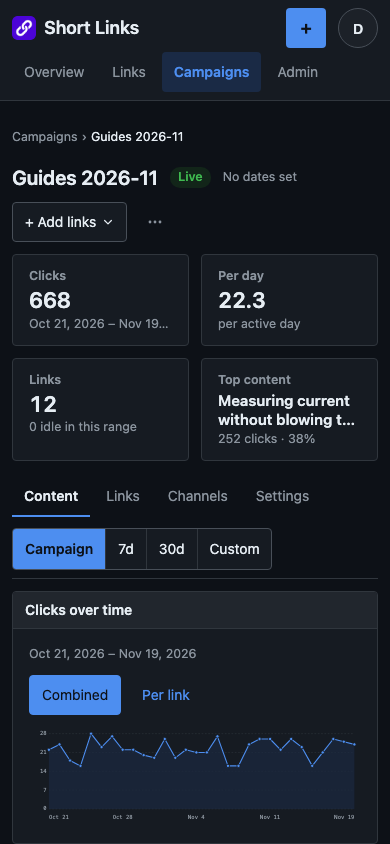 Short Links
+
D
Overview
Links
Campaigns
Admin
Campaigns › Guides 2026-11
Guides 2026-11
Live
No dates set
+ Add links
...
Clicks
668
Oct 21, 2026 – Nov 19...
Per day
22.3
per active day
Links
12
0 idle in this range
Top content
Measuring current
without blowing t...
252 clicks · 38%
Content
Links
Channels
Settings
Campaign
7d
30d
Custom
Clicks over time
Oct 21, 2026 – Nov 19, 2026
Combined
Per link
28
21
14
7
0
Oct 21
Oct 28
Nov 4
Nov 11
Nov 19